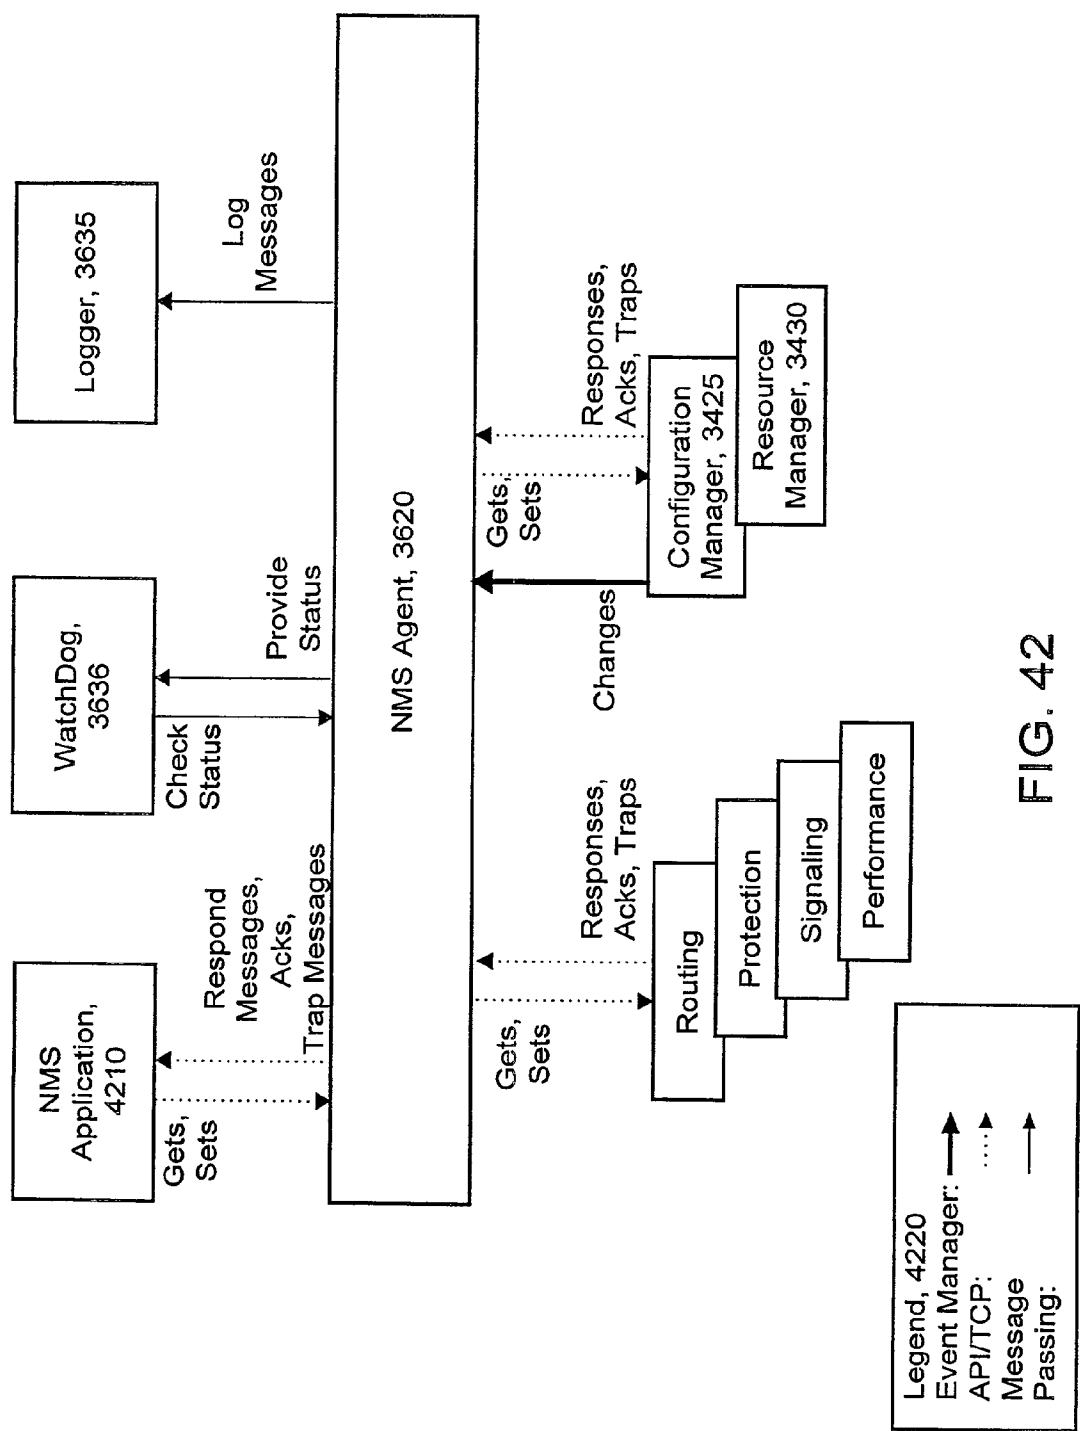 NMS
Application,
4210
WatchDog,
3636
Logger, 3635
Gets,
Sets
Respond
Messages,
Acks,
Trap Messages
Check
Status
Provide
Status
Log
Messages
NMS Agent, 3620
Gets,
Sets
Responses,
Acks, Traps
Changes
Gets,
Sets
Responses,
Acks, Traps
Routing
Protection
Signaling
Performance
Configuration
Manager, 3425
Resource
Manager, 3430
Legend, 4220
Event Manager:
API/TCP:
Message
Passing:
FIG. 42